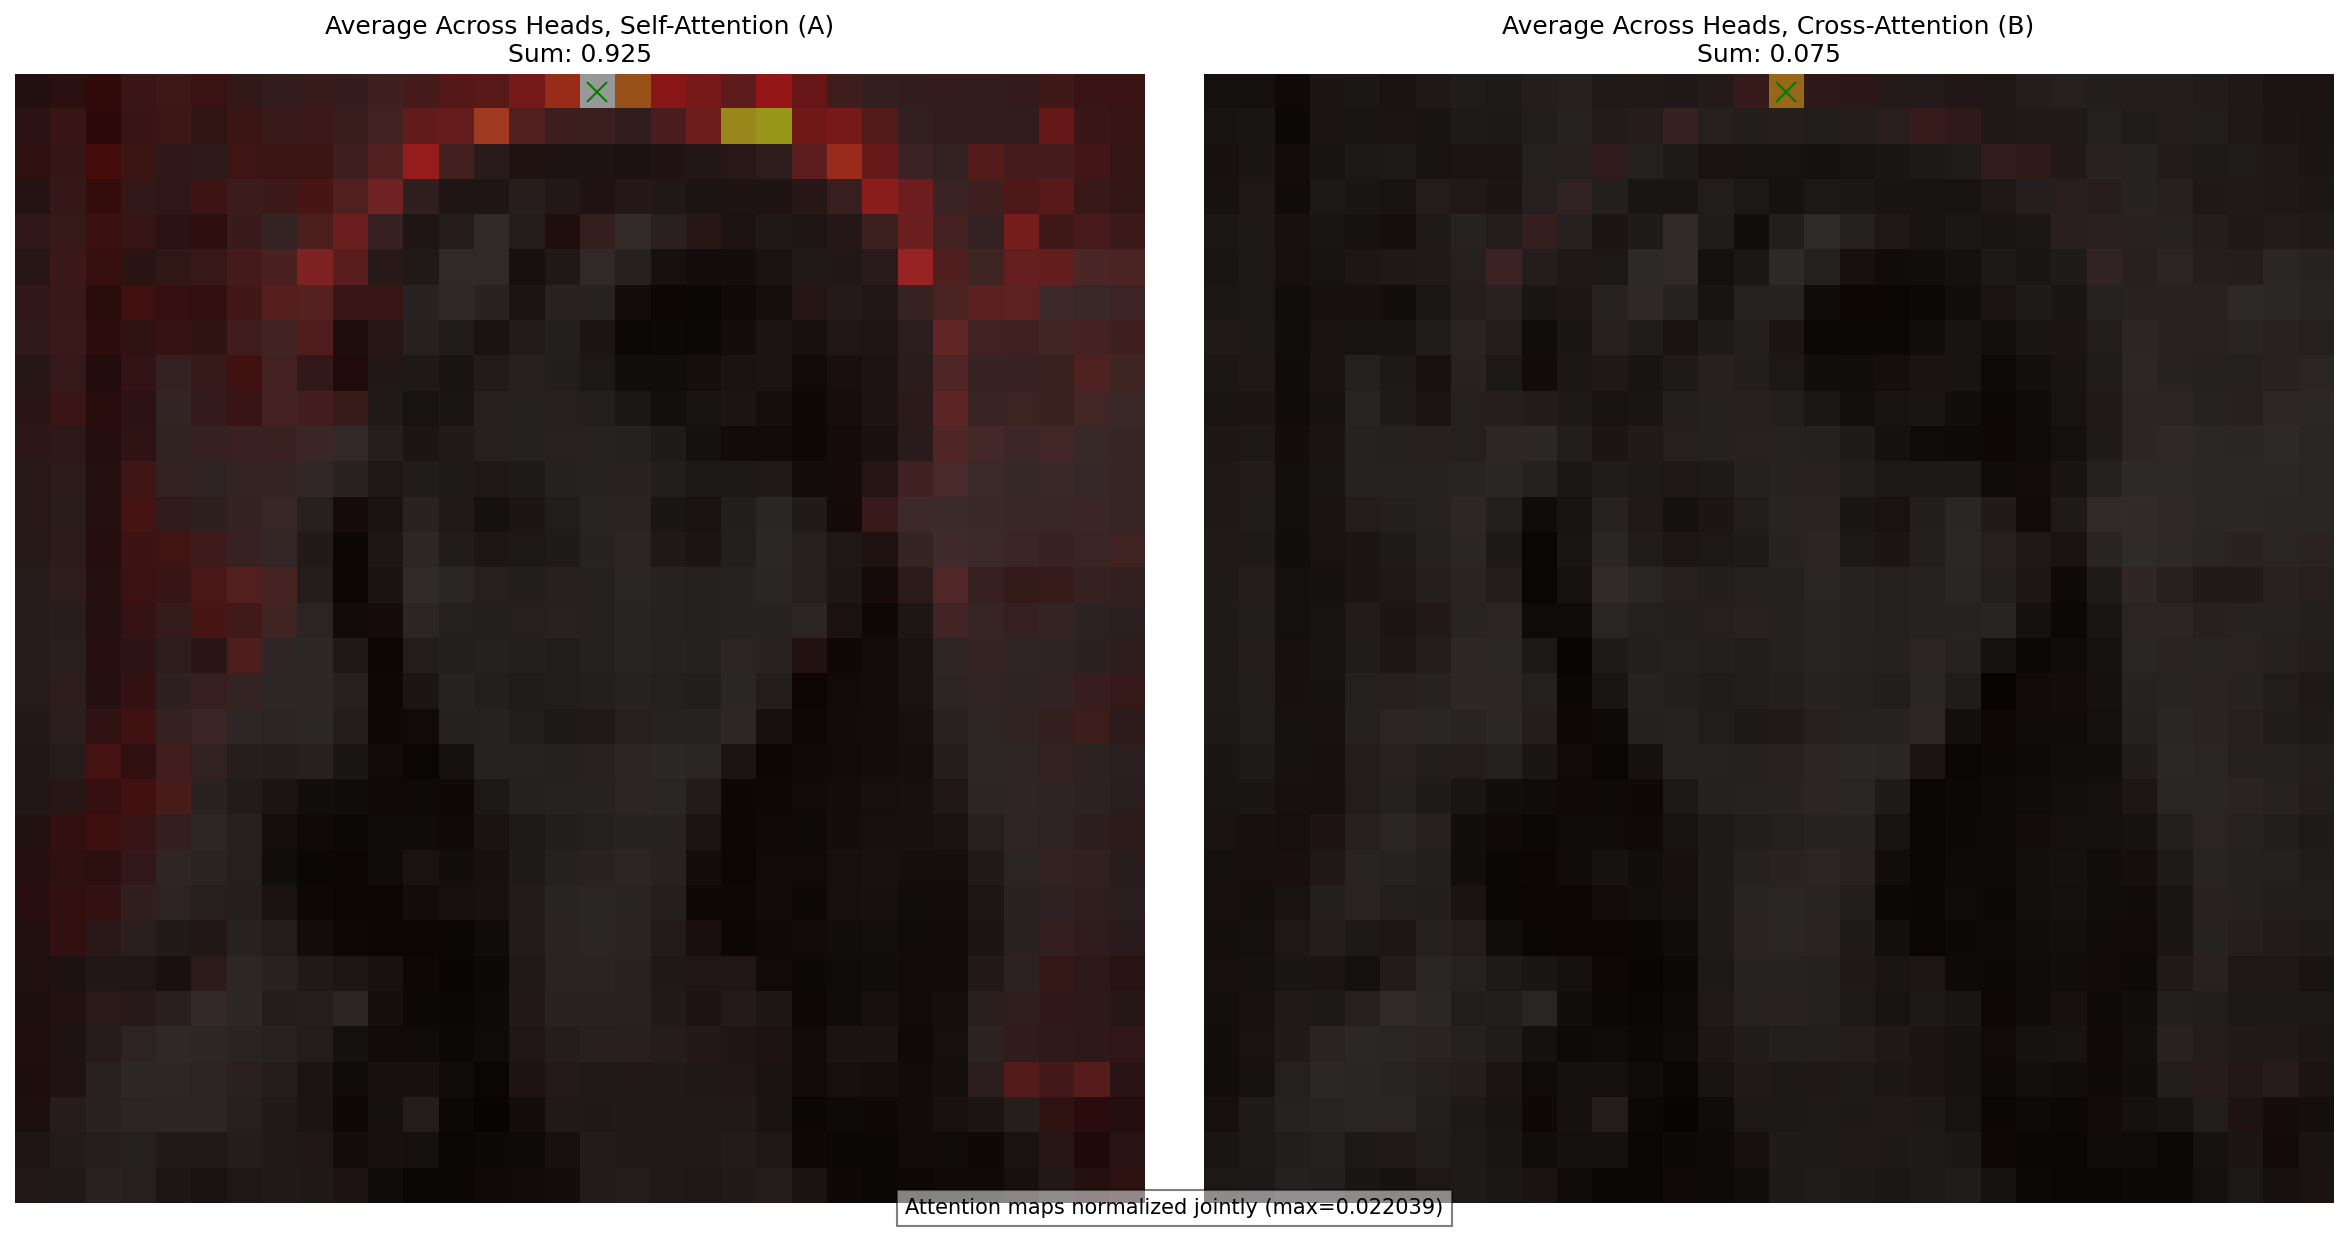 Average Across Heads, Self-Attention (A)
Sum: 0.925
Average Across Heads, Cross-Attention (B)
Sum: 0.075
Attention maps normalized jointly (max=0.022039)